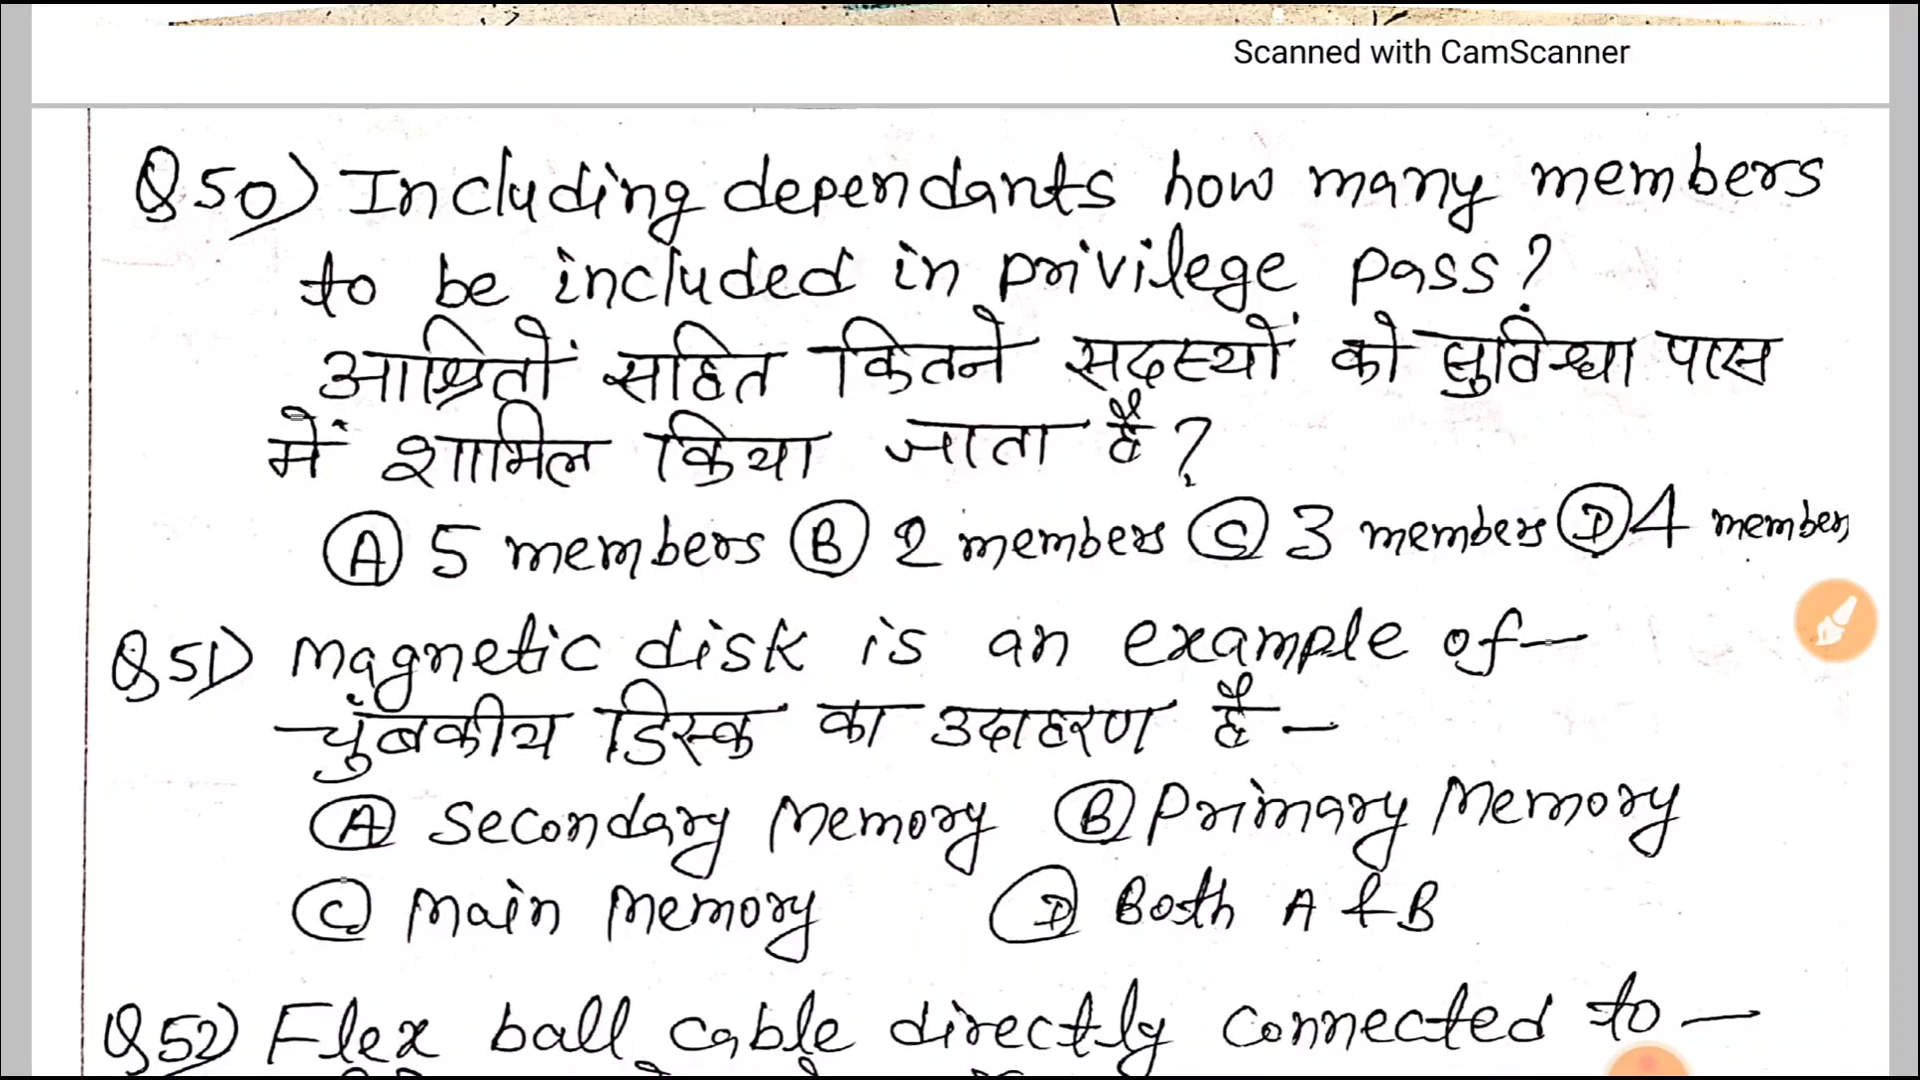 Scanned with CamScanner
Q50) Including dependants how many members
to be included in privilege pass?
आश्रितों सहित कितने सदस्यों को सुविधा पास
में शामिल किया जाता है?
(A) 5 members (B) 2 members (C) 3 members (D) 4 members
Q51) Magnetic disk is an example of-
चुंबकीय डिस्क का उदाहरण है -
(A) Secondary Memory (B) Primary Memory
(C) Main Memory (D) Both A & B
Q52) Flex ball cable directly connected to -